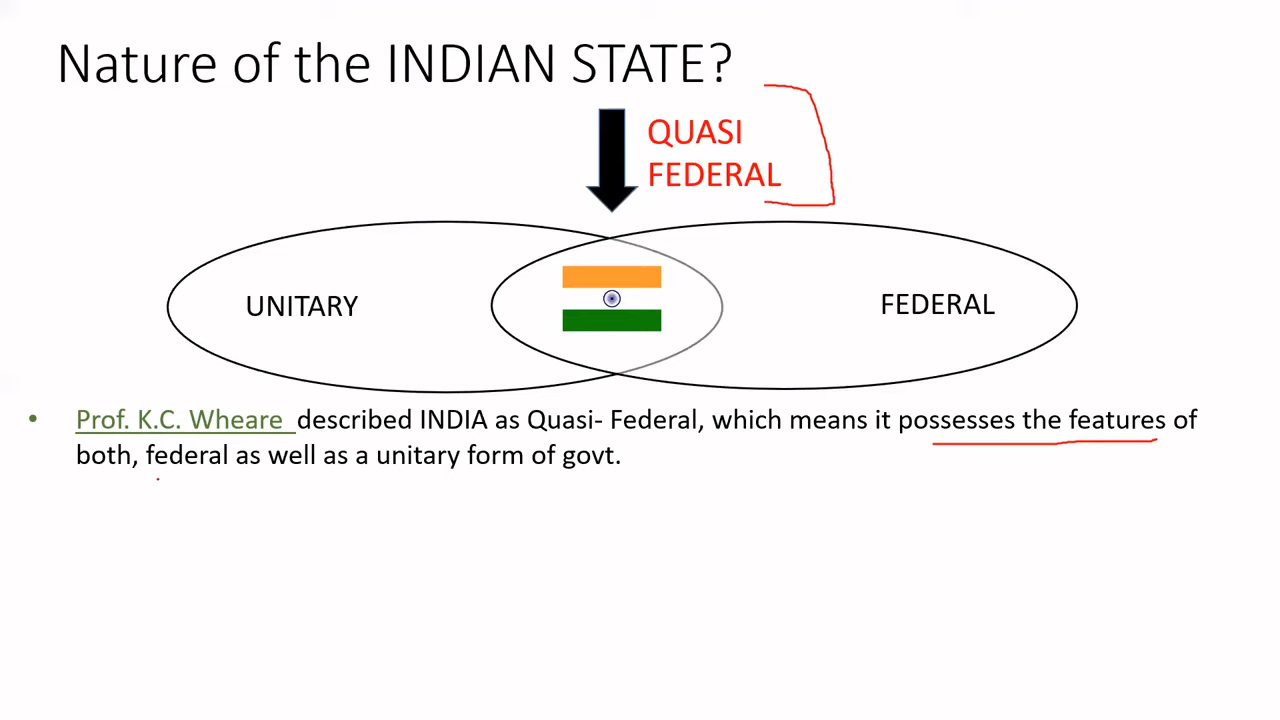 Nature of the INDIAN STATE?
QUASI
FEDERAL
UNITARY
FEDERAL
• Prof. K.C. Wheare described INDIA as Quasi- Federal, which means it possesses the features of
both, federal as well as a unitary form of govt.